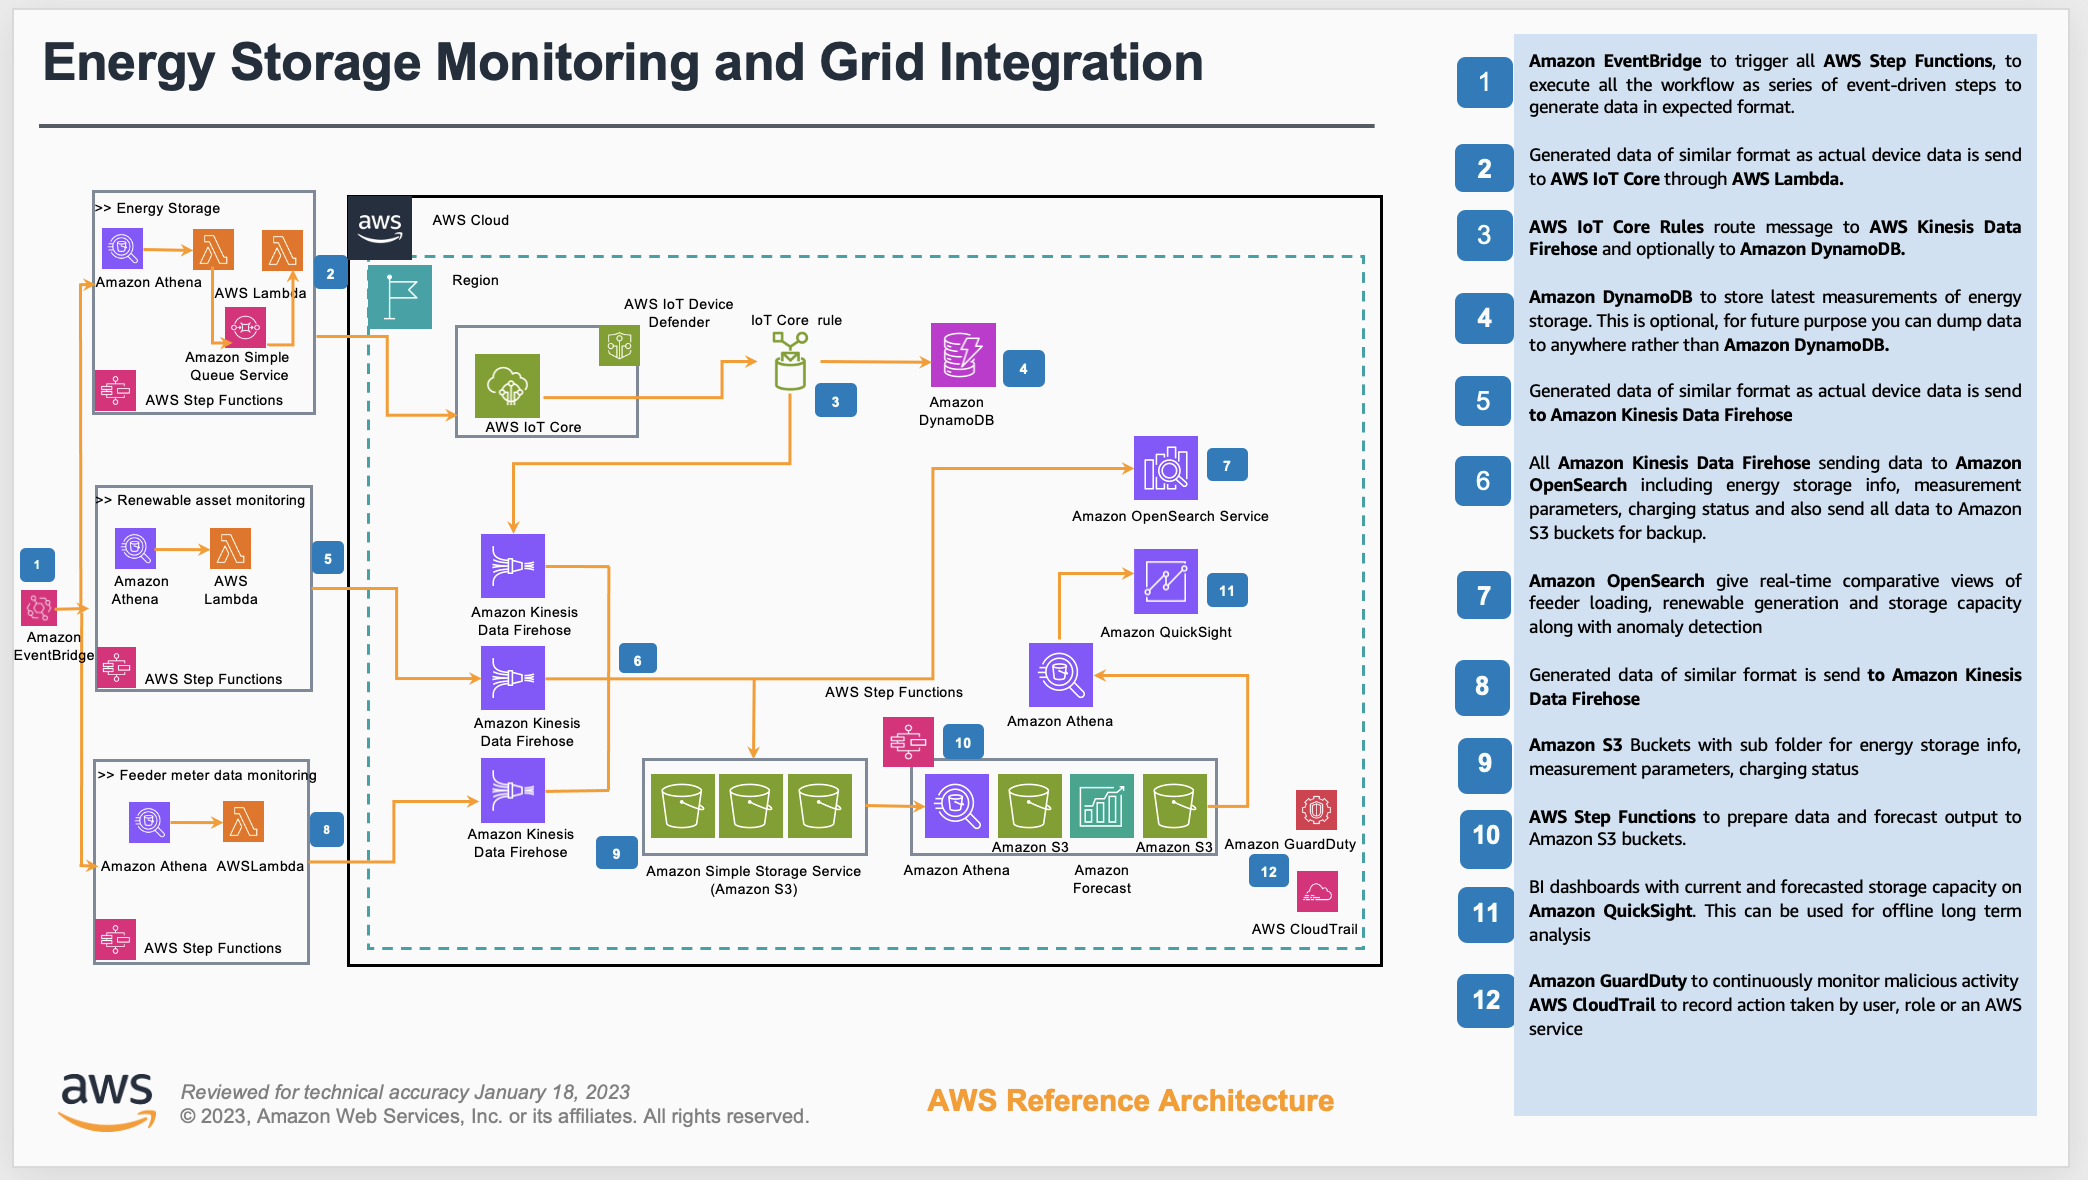 Energy Storage Monitoring and Grid Integration
>> Energy Storage
Amazon Athena
AWS Lambda
Amazon Simple
Queue Service
AWS Step Functions
2
>> Renewable asset monitoring
Amazon
Athena
AWS
Lambda
AWS Step Functions
5
1
Amazon
EventBridge
>> Feeder meter data monitoring
Amazon Athena
AWSLambda
AWS Step Functions
8
aws
AWS Cloud
Region
AWS IoT Device
Defender
AWS IoT Core
IoT Core rule
3
Amazon
DynamoDB
4
Amazon Kinesis
Data Firehose
Amazon Kinesis
Data Firehose
Amazon Kinesis
Data Firehose
6
Amazon OpenSearch Service
7
Amazon QuickSight
11
Amazon Athena
AWS Step Functions
10
9
Amazon Simple Storage Service
(Amazon S3)
Amazon Athena
Amazon S3
Amazon
Forecast
Amazon S3
Amazon GuardDuty
12
AWS CloudTrail
1
Amazon EventBridge to trigger all AWS Step Functions, to
execute all the workflow as series of event-driven steps to
generate data in expected format.
2
Generated data of similar format as actual device data is send
to AWS IoT Core through AWS Lambda.
3
AWS IoT Core Rules route message to AWS Kinesis Data
Firehose and optionally to Amazon DynamoDB.
4
Amazon DynamoDB to store latest measurements of energy
storage. This is optional, for future purpose you can dump data
to anywhere rather than Amazon DynamoDB.
5
Generated data of similar format as actual device data is send
to Amazon Kinesis Data Firehose
6
All Amazon Kinesis Data Firehose sending data to Amazon
OpenSearch including energy storage info, measurement
parameters, charging status and also send all data to Amazon
S3 buckets for backup.
7
Amazon OpenSearch give real-time comparative views of
feeder loading, renewable generation and storage capacity
along with anomaly detection
8
Generated data of similar format is send to Amazon Kinesis
Data Firehose
9
Amazon S3 Buckets with sub folder for energy storage info,
measurement parameters, charging status
10
AWS Step Functions to prepare data and forecast output to
Amazon S3 buckets.
11
BI dashboards with current and forecasted storage capacity on
Amazon QuickSight. This can be used for offline long term
analysis
12
Amazon GuardDuty to continuously monitor malicious activity
AWS CloudTrail to record action taken by user, role or an AWS
service
aws
Reviewed for technical accuracy January 18, 2023
© 2023, Amazon Web Services, Inc. or its affiliates. All rights reserved.
AWS Reference Architecture